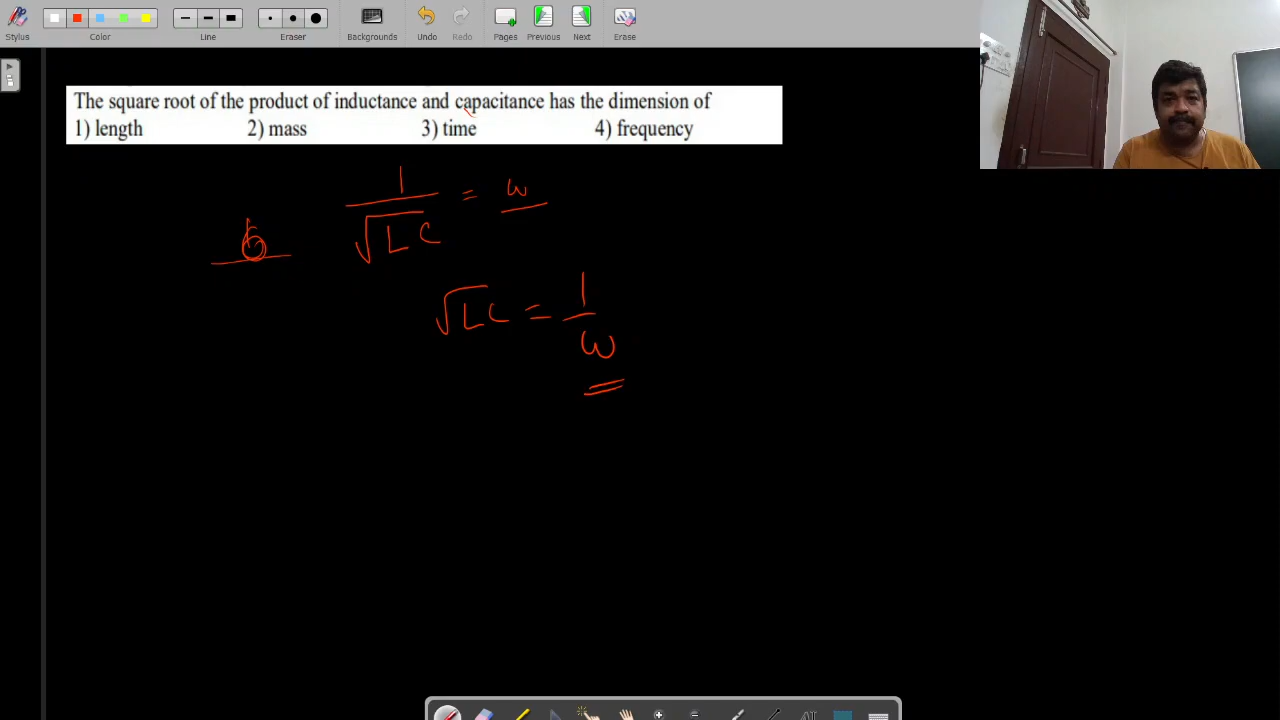 Stylus Color Line Eraser Backgrounds Undo Redo Pages Previous Next Erase
The square root of the product of inductance and capacitance has the dimension of
1) length 2) mass 3) time 4) frequency
1/√LC = ω
√LC = 1/ω